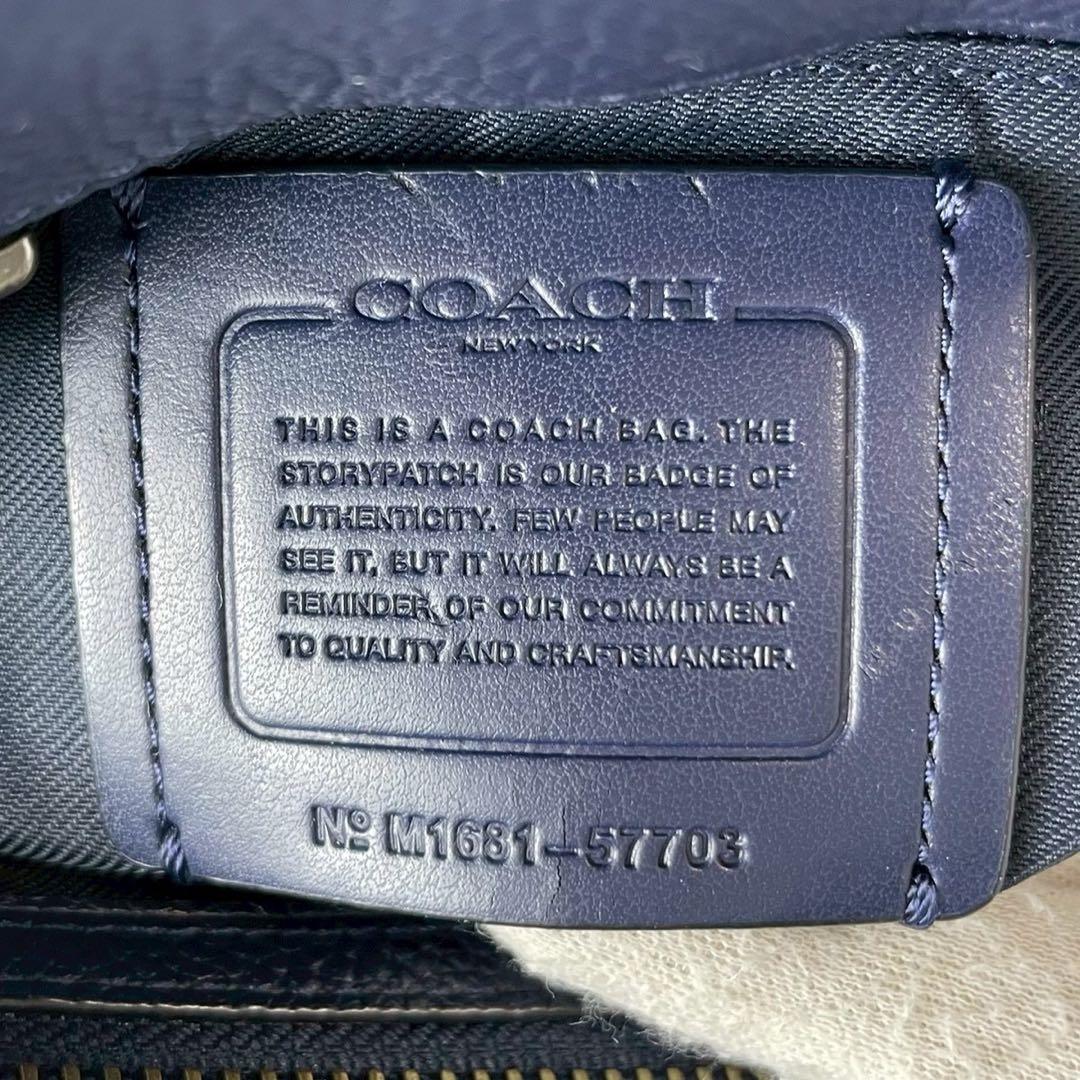 COACH
NEW YORK
THIS IS A COACH BAG. THE
STORYPATCH IS OUR BADGE OF
AUTHENTICITY. FEW PEOPLE MAY
SEE IT, BUT IT WILL ALWAYS BE A
REMINDER OF OUR COMMITMENT
TO QUALITY AND CRAFTSMANSHIP.
Nº M1681-57703